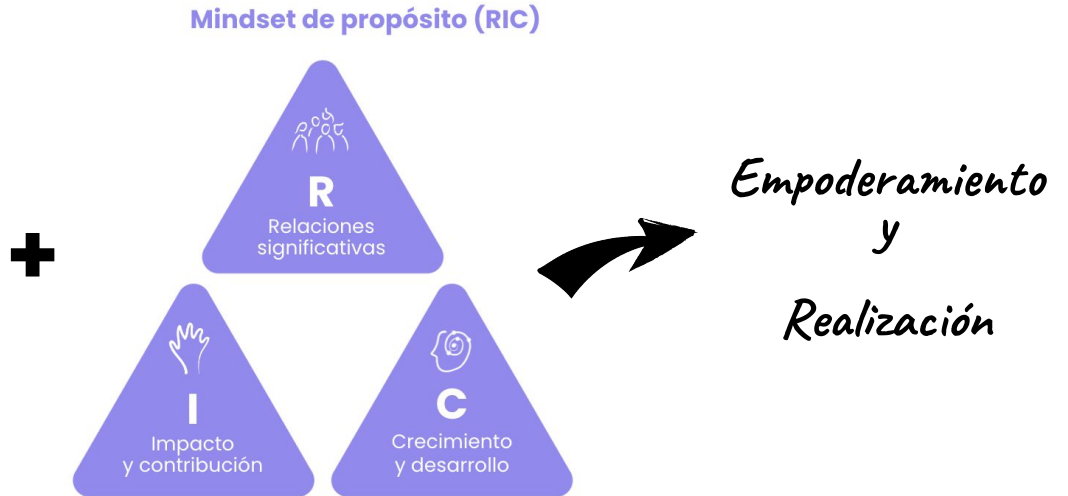 Mindset de propósito (RIC)
R
Relaciones
significativas
I
Impacto
y contribución
C
Crecimiento
y desarrollo
Empoderamiento
y
Realización